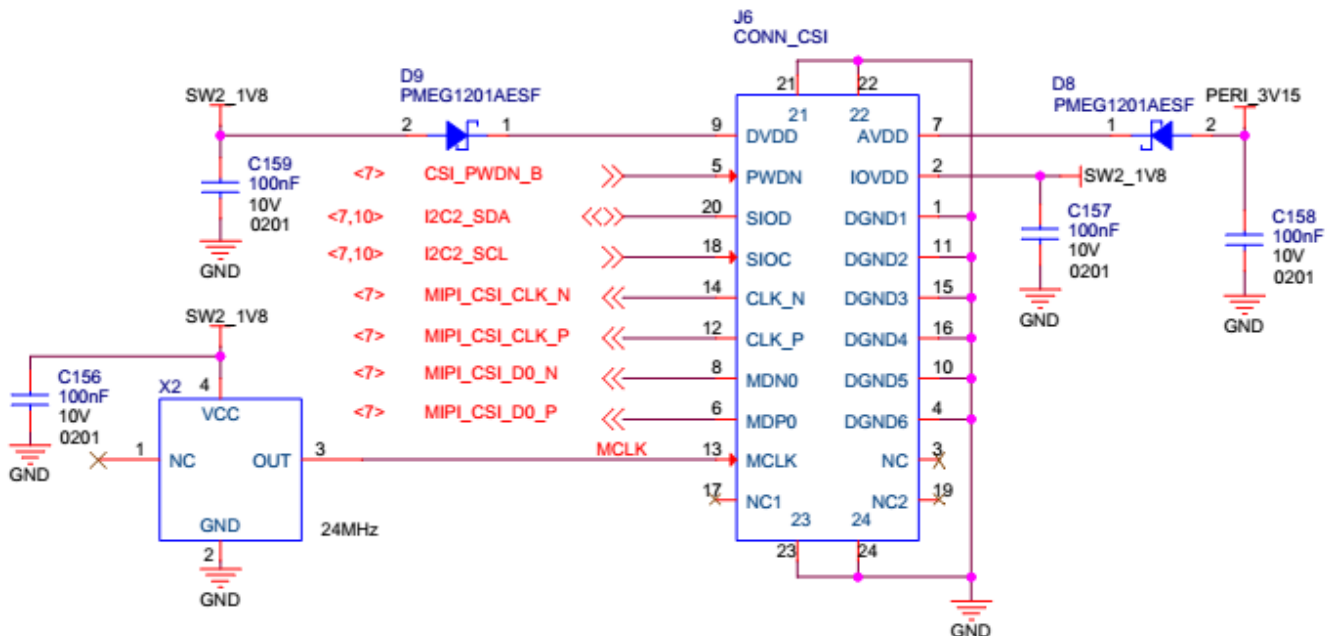 J6
CONN_CSI
D9
PMEG1201AESF
SW2_1V8
2
1
C159
100nF
10V
0201
GND
21
22
21
22
D8
PMEG1201AESF
PERI_3V15
1
2
9
DVDD
AVDD
7
<7>
CSI_PWDN_B
5
PWDN
IOVDD
2
SW2_1V8
<7,10>
I2C2_SDA
20
SIOD
DGND1
1
<7,10>
I2C2_SCL
18
SIOC
DGND2
11
<7>
MIPI_CSI_CLK_N
14
CLK_N
DGND3
15
<7>
MIPI_CSI_CLK_P
12
CLK_P
DGND4
16
<7>
MIPI_CSI_D0_N
8
MDN0
DGND5
10
<7>
MIPI_CSI_D0_P
6
MDP0
DGND6
4
MCLK
13
MCLK
NC
3
17
NC1
NC2
19
23
24
23
24
GND
C157
100nF
10V
0201
GND
C158
100nF
10V
0201
GND
SW2_1V8
C156
100nF
10V
0201
GND
X2
4
VCC
1
NC
OUT
3
GND
2
24MHz
GND